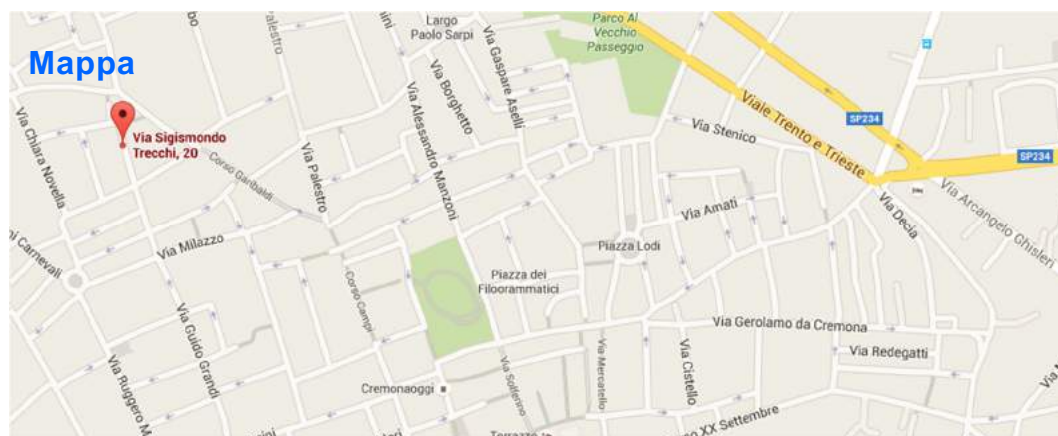 Mappa
Largo
Paolo Sarpi
Parco Al
Vecchio
Passeggio
Palestro
Via Gaspare Aselli
Via Borghetto
Via Alessandro Manzoni
Viale Trento e Trieste
SP234
SP234
Via Chiara Novella
Via Sigismondo
Trecchi, 20
Corso Garibaldi
Via Palestro
Via Stenico
Via Amati
Via Decia
Via Arcangelo Ghisleri
Carnevali
Via Milazzo
Piazza Lodi
Piazza dei
Filoorammatici
Corso Campi
Via Gerolamo da Cremona
Via Redegatti
Via Guido Grandi
Via Ruggero M
Cremonaoggi
Via Solferino
Via Mercatello
Via Cistello
XX Settembre